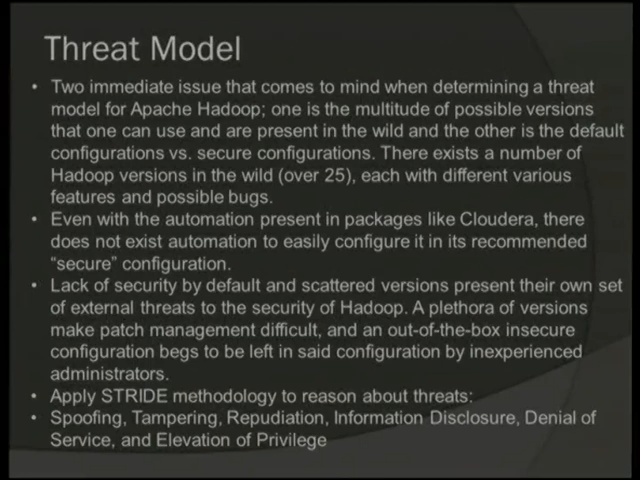 Threat Model
• Two immediate issue that comes to mind when determining a threat
model for Apache Hadoop; one is the multitude of possible versions
that one can use and are present in the wild and the other is the default
configurations vs. secure configurations. There exists a number of
Hadoop versions in the wild (over 25), each with different various
features and possible bugs.
• Even with the automation present in packages like Cloudera, there
does not exist automation to easily configure it in its recommended
“secure” configuration.
• Lack of security by default and scattered versions present their own set
of external threats to the security of Hadoop. A plethora of versions
make patch management difficult, and an out-of-the-box insecure
configuration begs to be left in said configuration by inexperienced
administrators.
• Apply STRIDE methodology to reason about threats:
• Spoofing, Tampering, Repudiation, Information Disclosure, Denial of
Service, and Elevation of Privilege